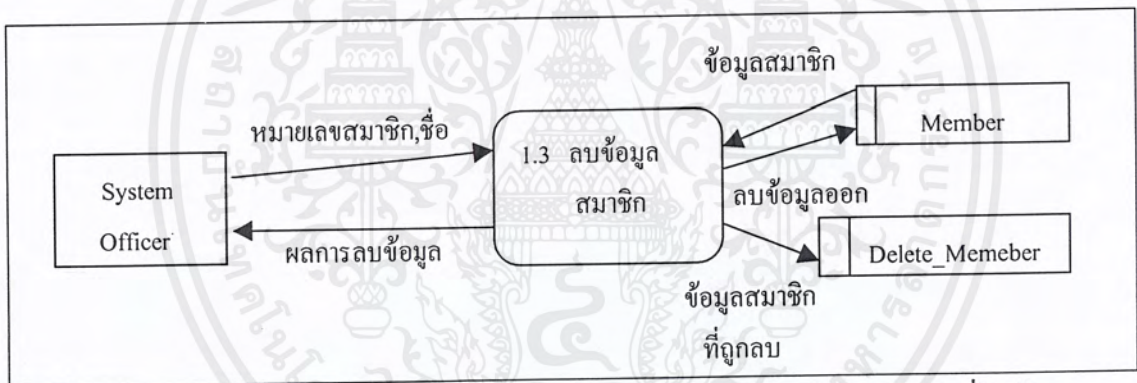 ข้อมูลสมาชิก
Member
หมายเลขสมาชิก,ชื่อ
1.3 ลบข้อมูล
สมาชิก
System
Officer
ลบข้อมูลออก
ผลการลบข้อมูล
Delete_Memeber
ข้อมูลสมาชิก
ที่ถูกลบ